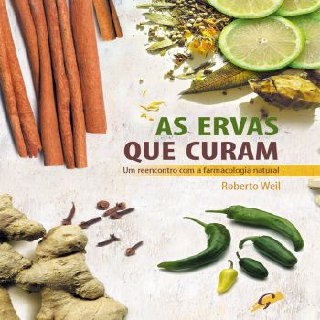 AS ERVAS
QUE CURAM
Um reencontro com a farmacologia natural
Roberto Weil